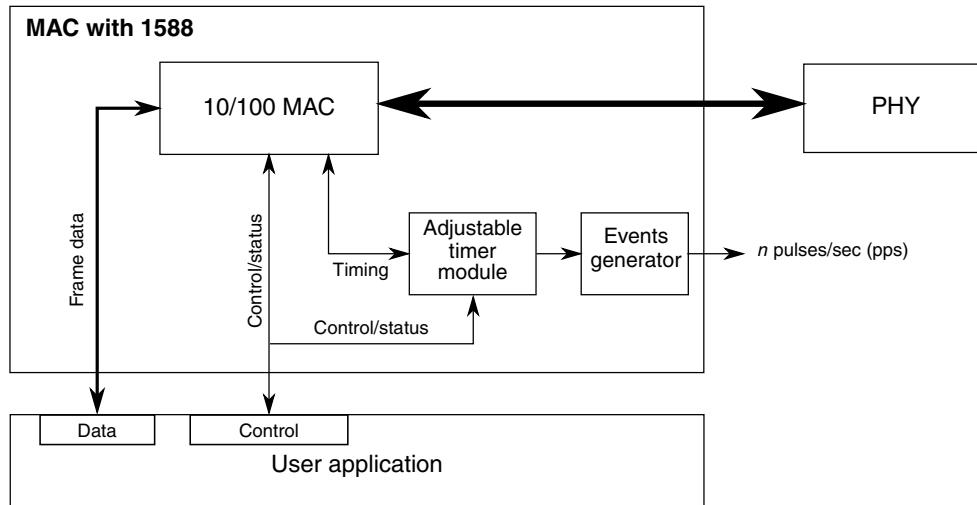 MAC with 1588
10/100 MAC
PHY
Frame data
Control/status
Timing
Adjustable
timer
module
Events
generator
n pulses/sec (pps)
Control/status
Data
Control
User application